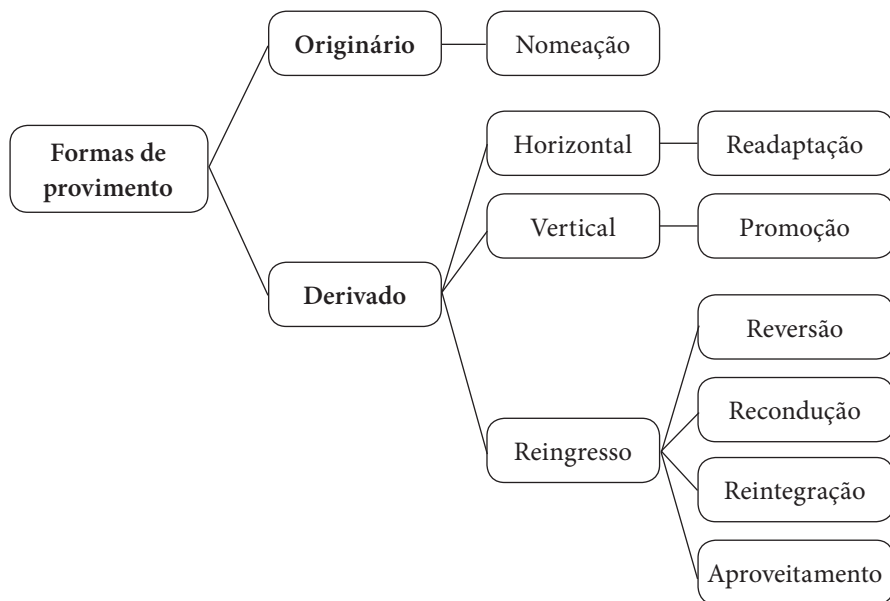 Formas de
provimento
Originário
Nomeação
Derivado
Horizontal
Readaptação
Vertical
Promoção
Reingresso
Reversão
Recondução
Reintegração
Aproveitamento